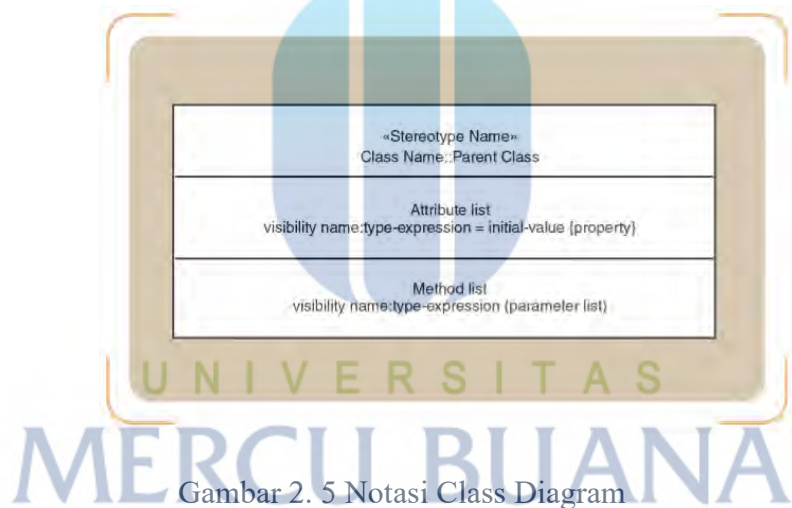 «Stereotype Name»
Class Name::Parent Class
Attribute list
visibility name:type-expression = initial-value {property}
Method list
visibility name:type-expression (parameter list)
UNIVERSITAS
MERCU BUANA
Gambar 2. 5 Notasi Class Diagram